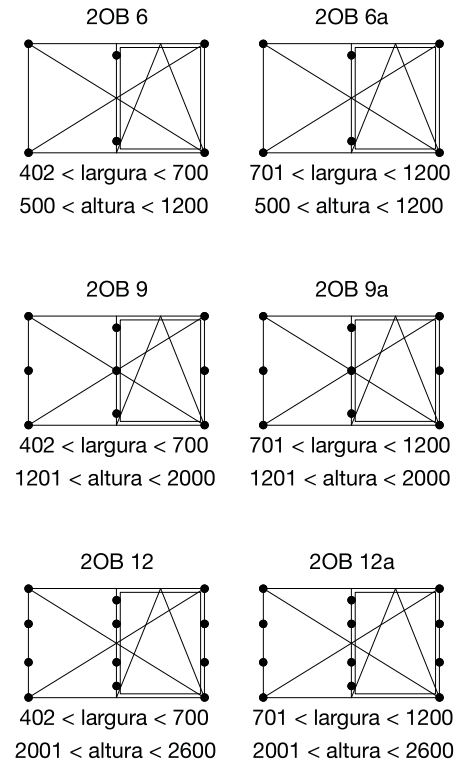 2OB 6
402 < largura < 700
500 < altura < 1200
2OB 6a
701 < largura < 1200
500 < altura < 1200
2OB 9
402 < largura < 700
1201 < altura < 2000
2OB 9a
701 < largura < 1200
1201 < altura < 2000
2OB 12
402 < largura < 700
2001 < altura < 2600
2OB 12a
701 < largura < 1200
2001 < altura < 2600